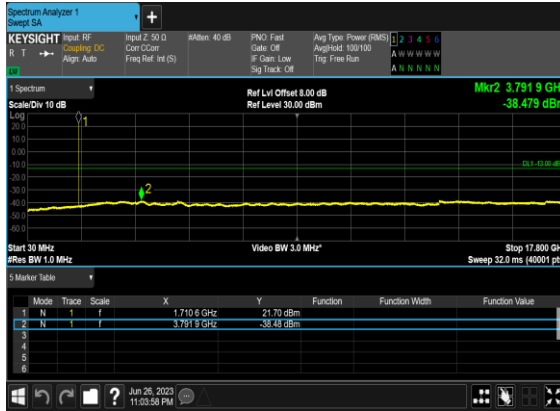 Spectrum Analyzer 1
Swept SA
+
KEYSIGHT
R T
LU
Input: RF
Coupling: DC
Align: Auto
Input Z: 50 Ω
Corr CCorr
Freq Ref: Int (S)
#Atten: 40 dB
PNO: Fast
Gate: Off
IF Gain: Low
Sig Track: Off
Avg Type: Power (RMS)
Avg|Hold: 100/100
Trig: Free Run
1 2 3 4 5 6
A W W W W W
A N N N N N
1 Spectrum
Scale/Div 10 dB
Ref Lvl Offset 8.00 dB
Ref Level 30.00 dBm
Mkr2 3.791 9 GH
-38.479 dBr
Log
20.0
10.0
0.00
-10.0
-20.0
-30.0
-40.0
-50.0
-60.0
1
2
DL1 -13.00 dB
Start 30 MHz
#Res BW 1.0 MHz
Video BW 3.0 MHz*
Stop 17.800 GH
Sweep 32.0 ms (40001 pt
5 Marker Table
Mode Trace Scale X Y Function Function Width Function Value
1 N 1 f 1.710 6 GHz 21.70 dBm
2 N 1 f 3.791 9 GHz -38.48 dBm
3
4
5
6
?
Jun 26, 2023
11:03:58 PM